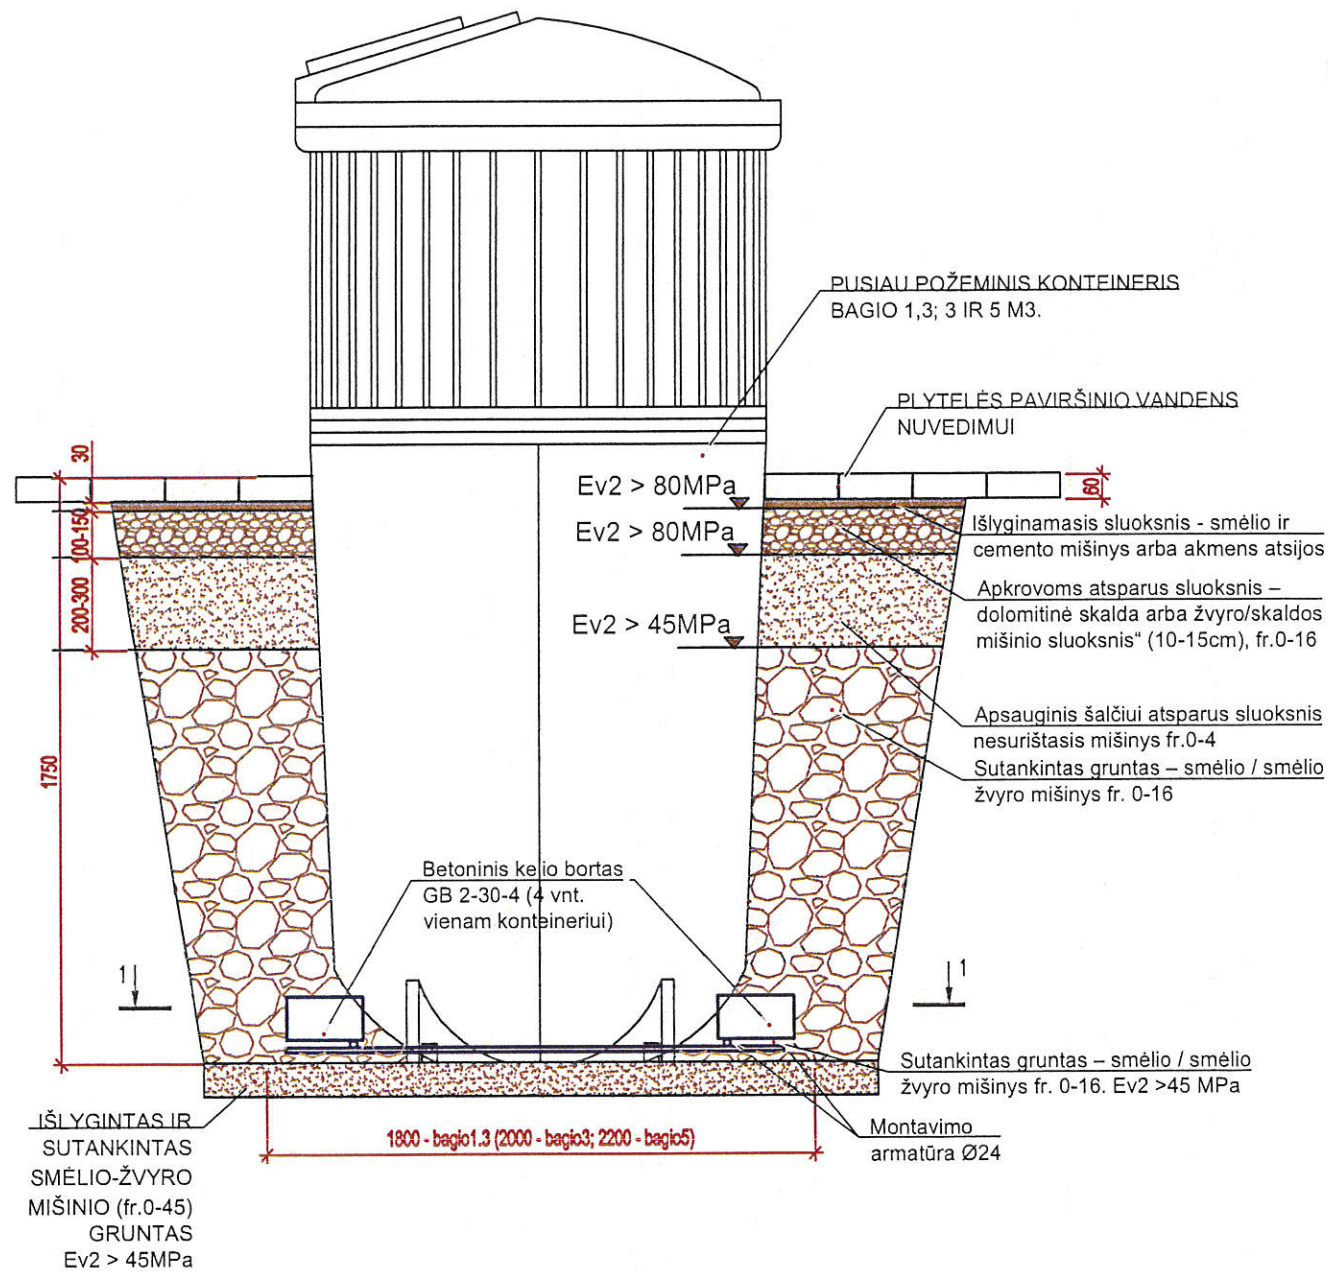 PUSIAU POŽEMINIS KONTEINERIS
BAGIO 1,3; 3 IR 5 M3.
PLYTELĖS PAVIRŠINIO VANDENS
NUVEDIMUI
30
60
Ev2 > 80MPa
Ev2 > 80MPa
Ev2 > 45MPa
100-150
200-300
1750
Išlyginamasis sluoksnis - smėlio ir
cemento mišinys arba akmens atsijos
Apkrovoms atsparus sluoksnis –
dolomitinė skalda arba žvyro/skaldos
mišinio sluoksnis“ (10-15cm), fr.0-16
Apsauginis šalčiui atsparus sluoksnis
nesurištasis mišinys fr.0-4
Sutankintas gruntas – smėlio / smėlio
žvyro mišinys fr. 0-16
Betoninis kelio bortas
GB 2-30-4 (4 vnt.
vienam konteineriui)
1
1
Sutankintas gruntas – smėlio / smėlio
žvyro mišinys fr. 0-16. Ev2 >45 MPa
Montavimo
armatūra Ø24
1800 - bagio1.3 (2000 - bagio3; 2200 - bagio5)
IŠLYGINTAS IR
SUTANKINTAS
SMĖLIO-ŽVYRO
MIŠINIO (fr.0-45)
GRUNTAS
Ev2 > 45MPa